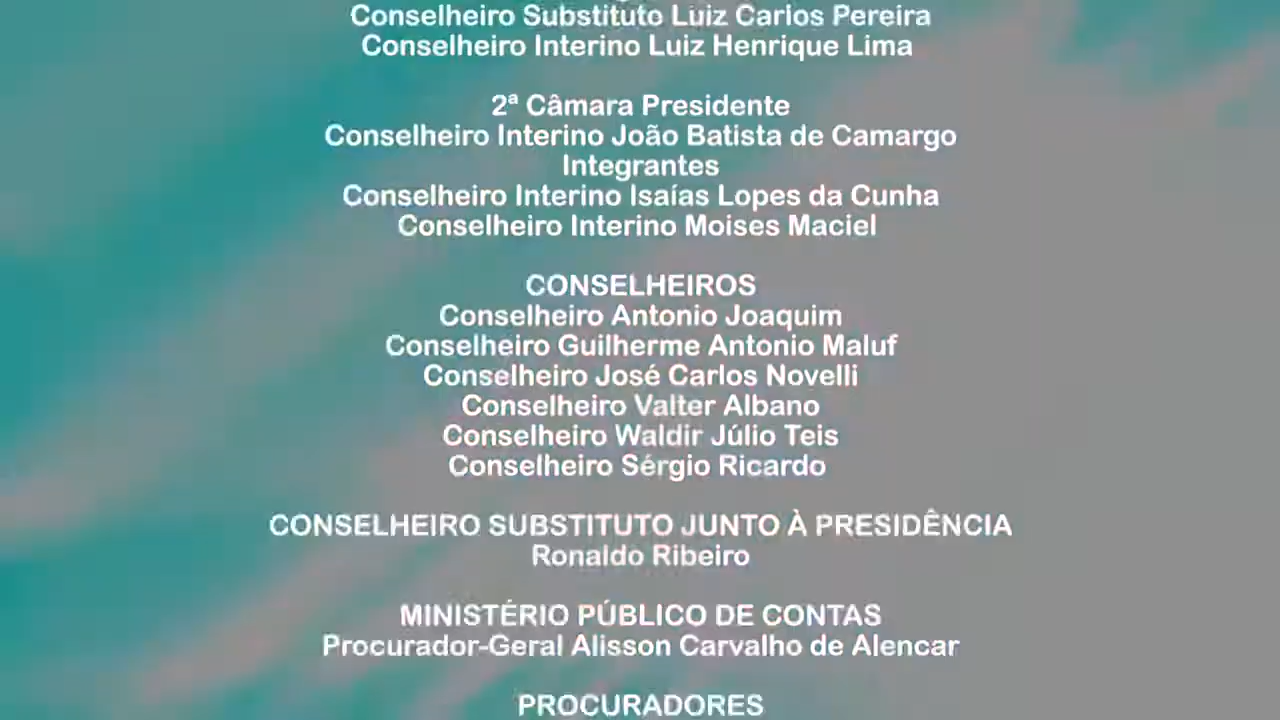 Conselheiro Substituto Luiz Carlos Pereira
Conselheiro Interino Luiz Henrique Lima
2ª Câmara Presidente
Conselheiro Interino João Batista de Camargo
Integrantes
Conselheiro Interino Isaías Lopes da Cunha
Conselheiro Interino Moises Maciel
CONSELHEIROS
Conselheiro Antonio Joaquim
Conselheiro Guilherme Antonio Maluf
Conselheiro José Carlos Novelli
Conselheiro Valter Albano
Conselheiro Waldir Júlio Teis
Conselheiro Sérgio Ricardo
CONSELHEIRO SUBSTITUTO JUNTO À PRESIDÊNCIA
Ronaldo Ribeiro
MINISTÉRIO PÚBLICO DE CONTAS
Procurador-Geral Alisson Carvalho de Alencar
PROCURADORES